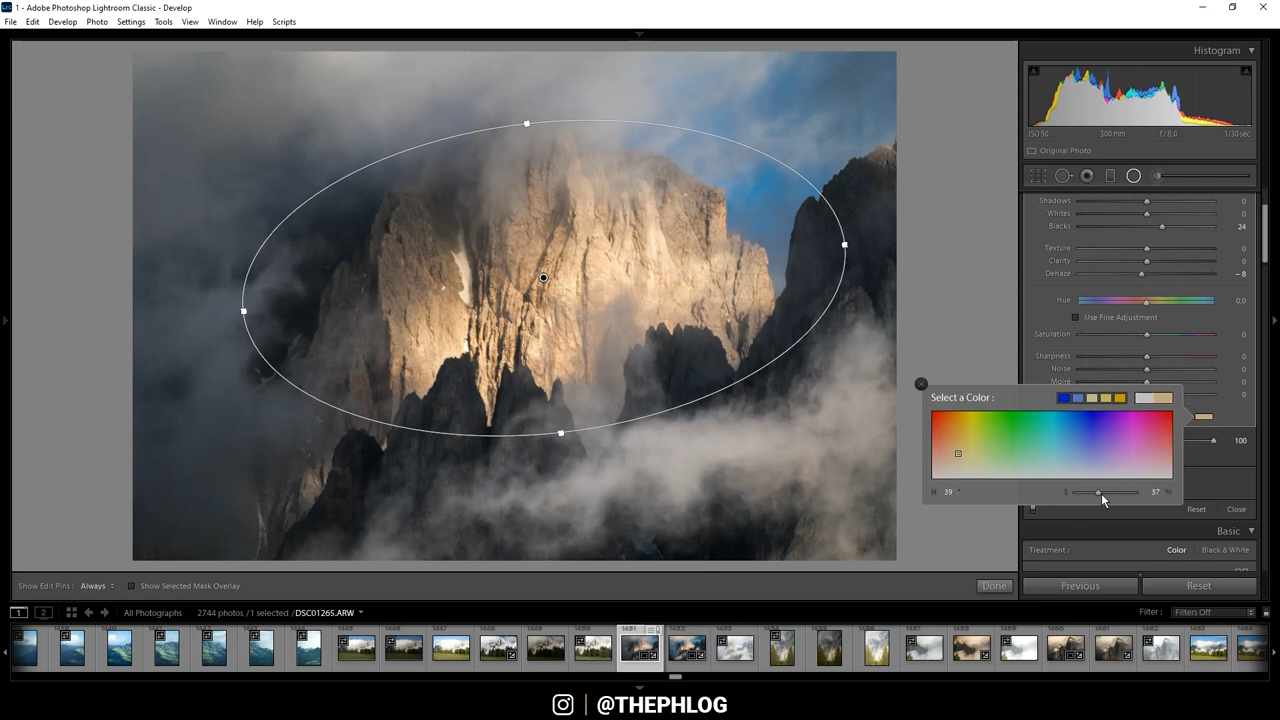 1 - Adobe Photoshop Lightroom Classic - Develop
File Edit Develop Photo Settings Tools View Window Help Scripts
Histogram
ISO 50 300 mm f / 8,0 1/30 sec
Original Photo
Shadows 0
Whites 0
Blacks 24
Texture 0
Clarity 0
Dehaze – 8
Hue 0,0
Use Fine Adjustment
Saturation 0
Sharpness 0
Noise 0
Moire 0
Select a Color :
100
H 39 ° S 37 %
Reset Close
Basic
Treatment : Color Black & White
Show Edit Pins : Always Show Selected Mask Overlay Done
Previous Reset
1 2 All Photographs 2744 photos / 1 selected / DSC01265.ARW Filter : Filters Off
@THEPHLOG